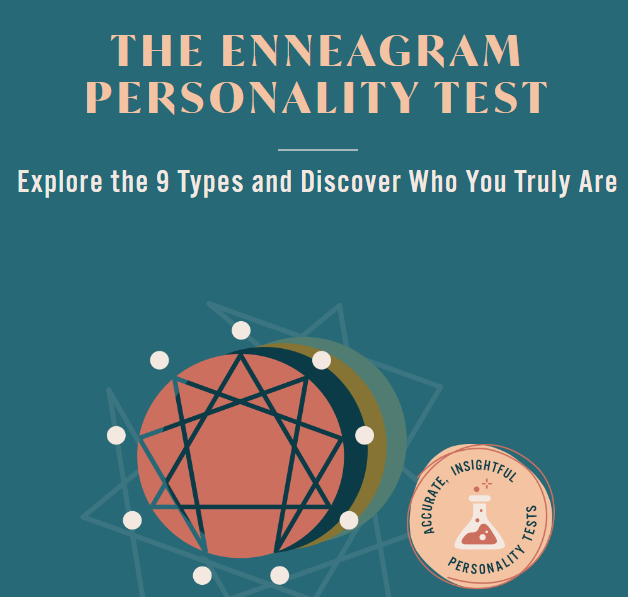 THE ENNEAGRAM
PERSONALITY TEST
Explore the 9 Types and Discover Who You Truly Are
ACCURATE, INSIGHTFUL
PERSONALITY TESTS